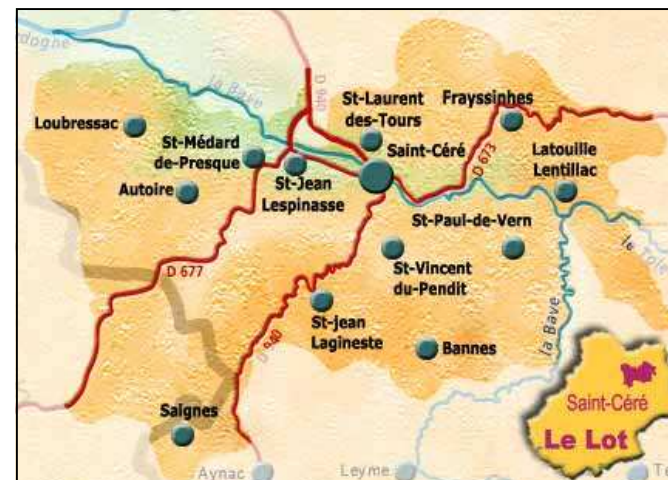 dogne
la Bave
D 940
Loubressac
St-Laurent
des-Tours
Frayssinhes
St-Médard
de-Presque
Saint-Céré
D 673
Latouille
Lentillac
Autoire
St-Jean
Lespinasse
St-Paul-de-Vern
D 677
St-Vincent
du-Pendit
la Bave
St-jean
Lagineste
D 940
Bannes
Saignes
Saint-Céré
Le Lot
Aynac
Leyme